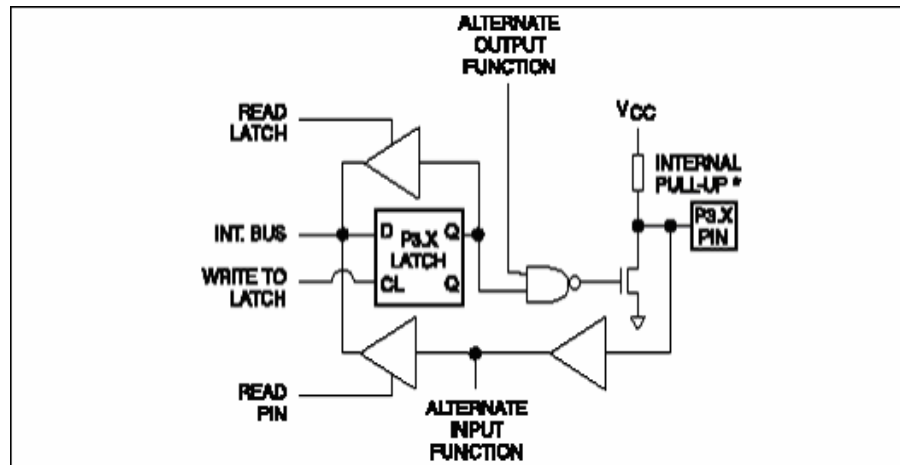 ALTERNATE
OUTPUT
FUNCTION
READ
LATCH
VCC
INTERNAL
PULL-UP *
P3.X
PIN
INT. BUS
D
P3.X
Q
LATCH
WRITE TO
LATCH
CL
Q
READ
PIN
ALTERNATE
INPUT
FUNCTION